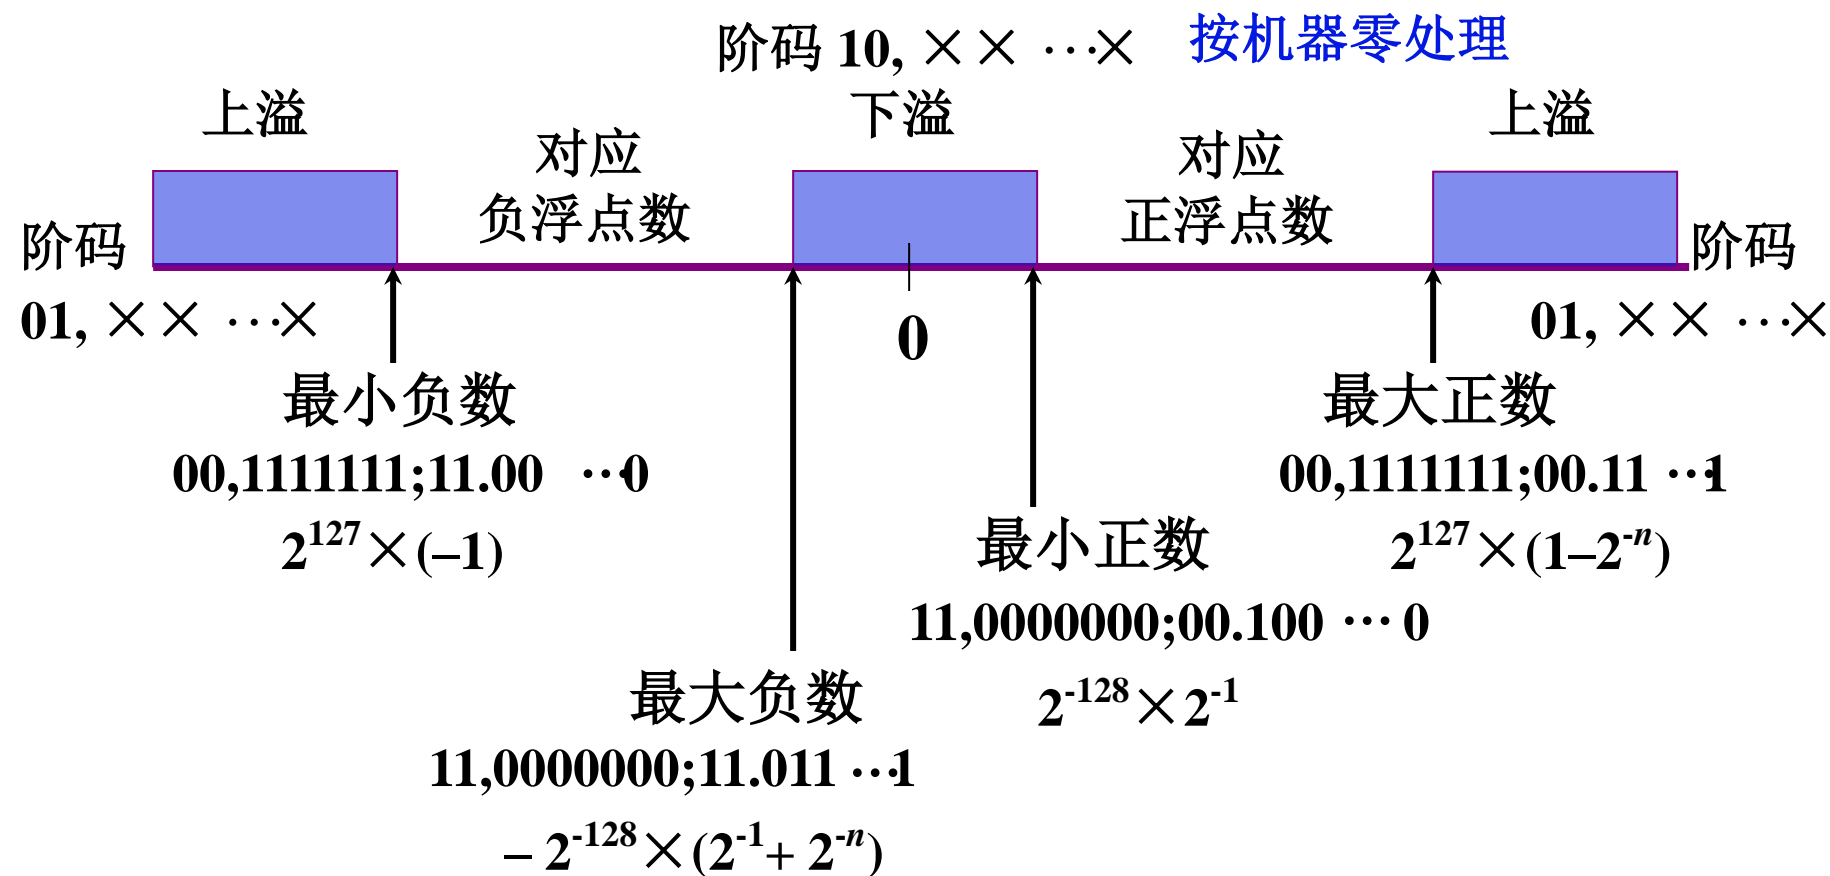 阶码 10, ×× ···× 按机器零处理
上溢 下溢 上溢
对应 对应
负浮点数 正浮点数
阶码 阶码
01, ×× ···× 0 01, ×× ···×
最小负数 最大正数
00,1111111;11.00 ···0 00,1111111;00.11 ···1
2^127×(–1) 最小正数 2^127×(1–2^-n)
11,0000000;00.100 ··· 0
最大负数 2^-128×2^-1
11,0000000;11.011 ···1
– 2^-128×(2^-1+ 2^-n)